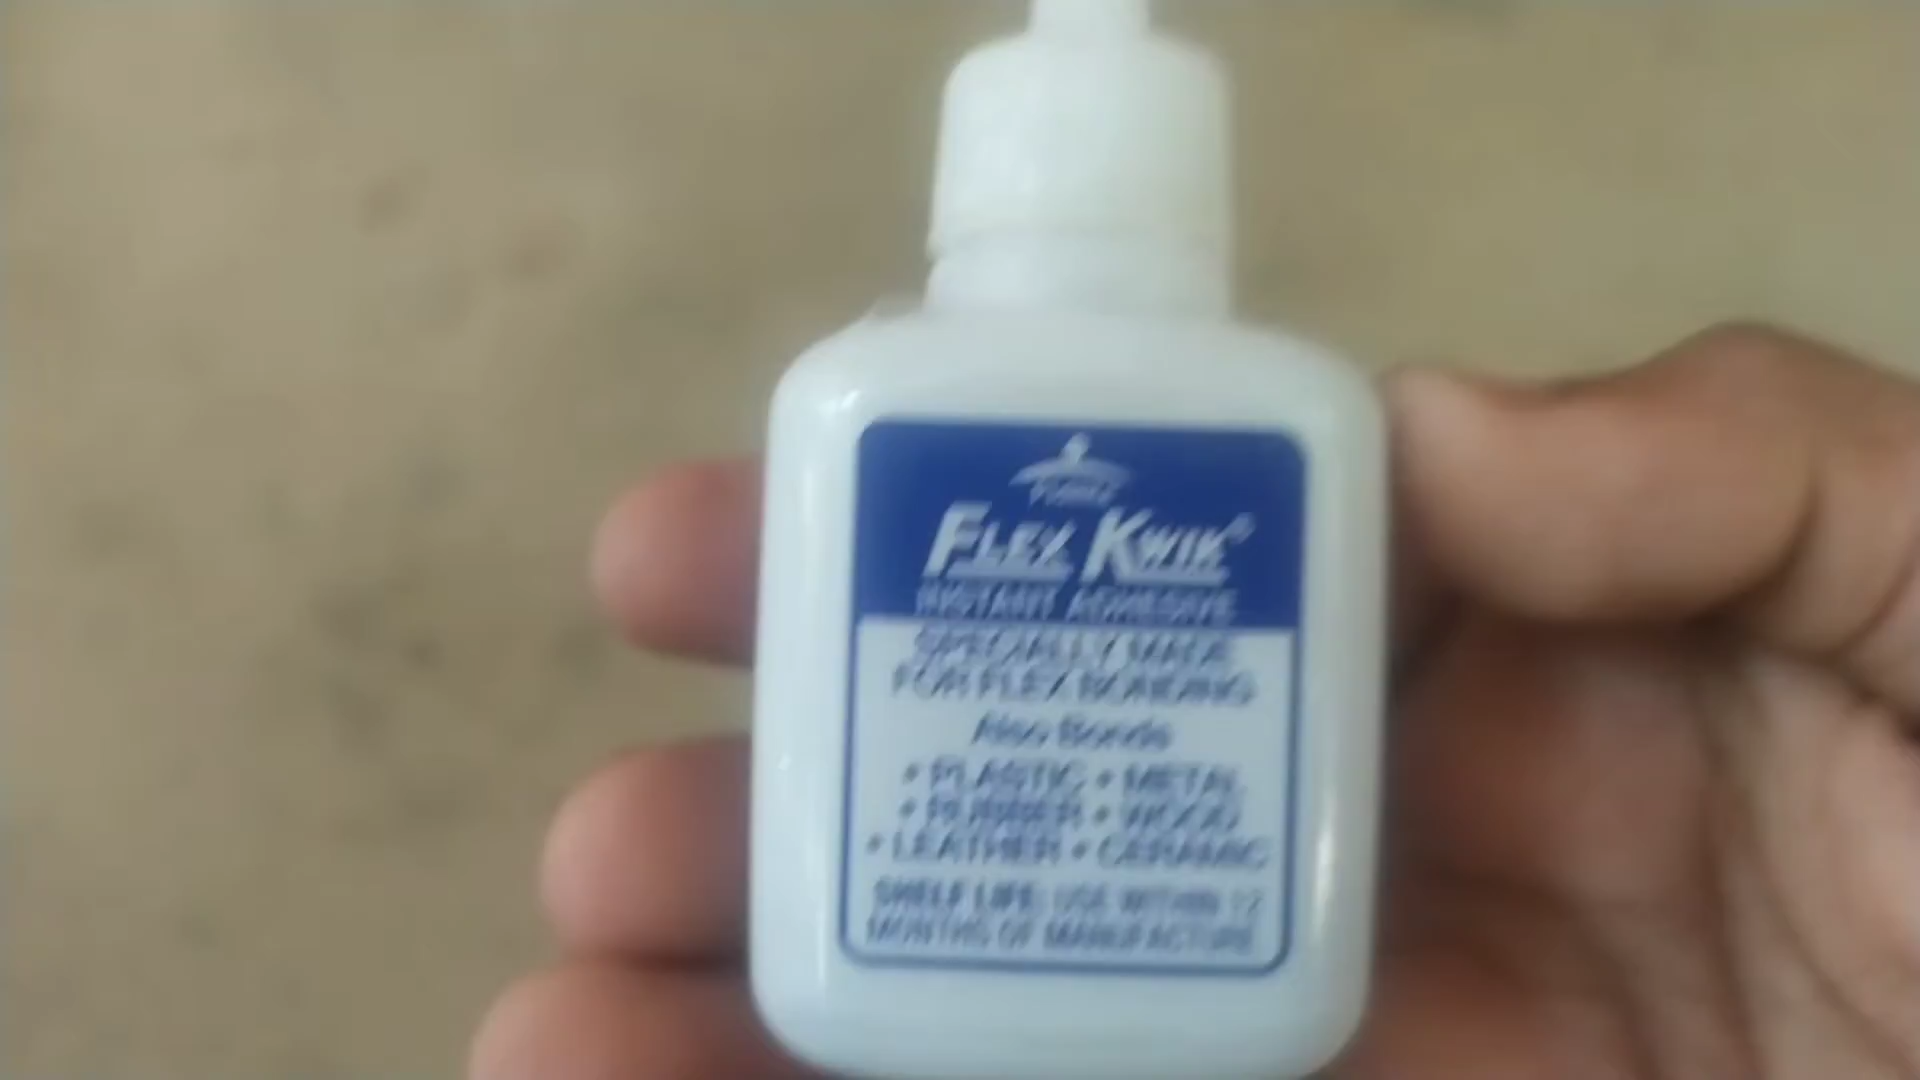 FLEX KWIK®
INSTANT ADHESIVE
SPECIALLY MADE
FOR FLEX BONDING
Also Bonds
• PLASTIC • METAL
• RUBBER • WOOD
• LEATHER • CERAMIC
SHELF LIFE: USE WITHIN 12
MONTHS OF MANUFACTURE